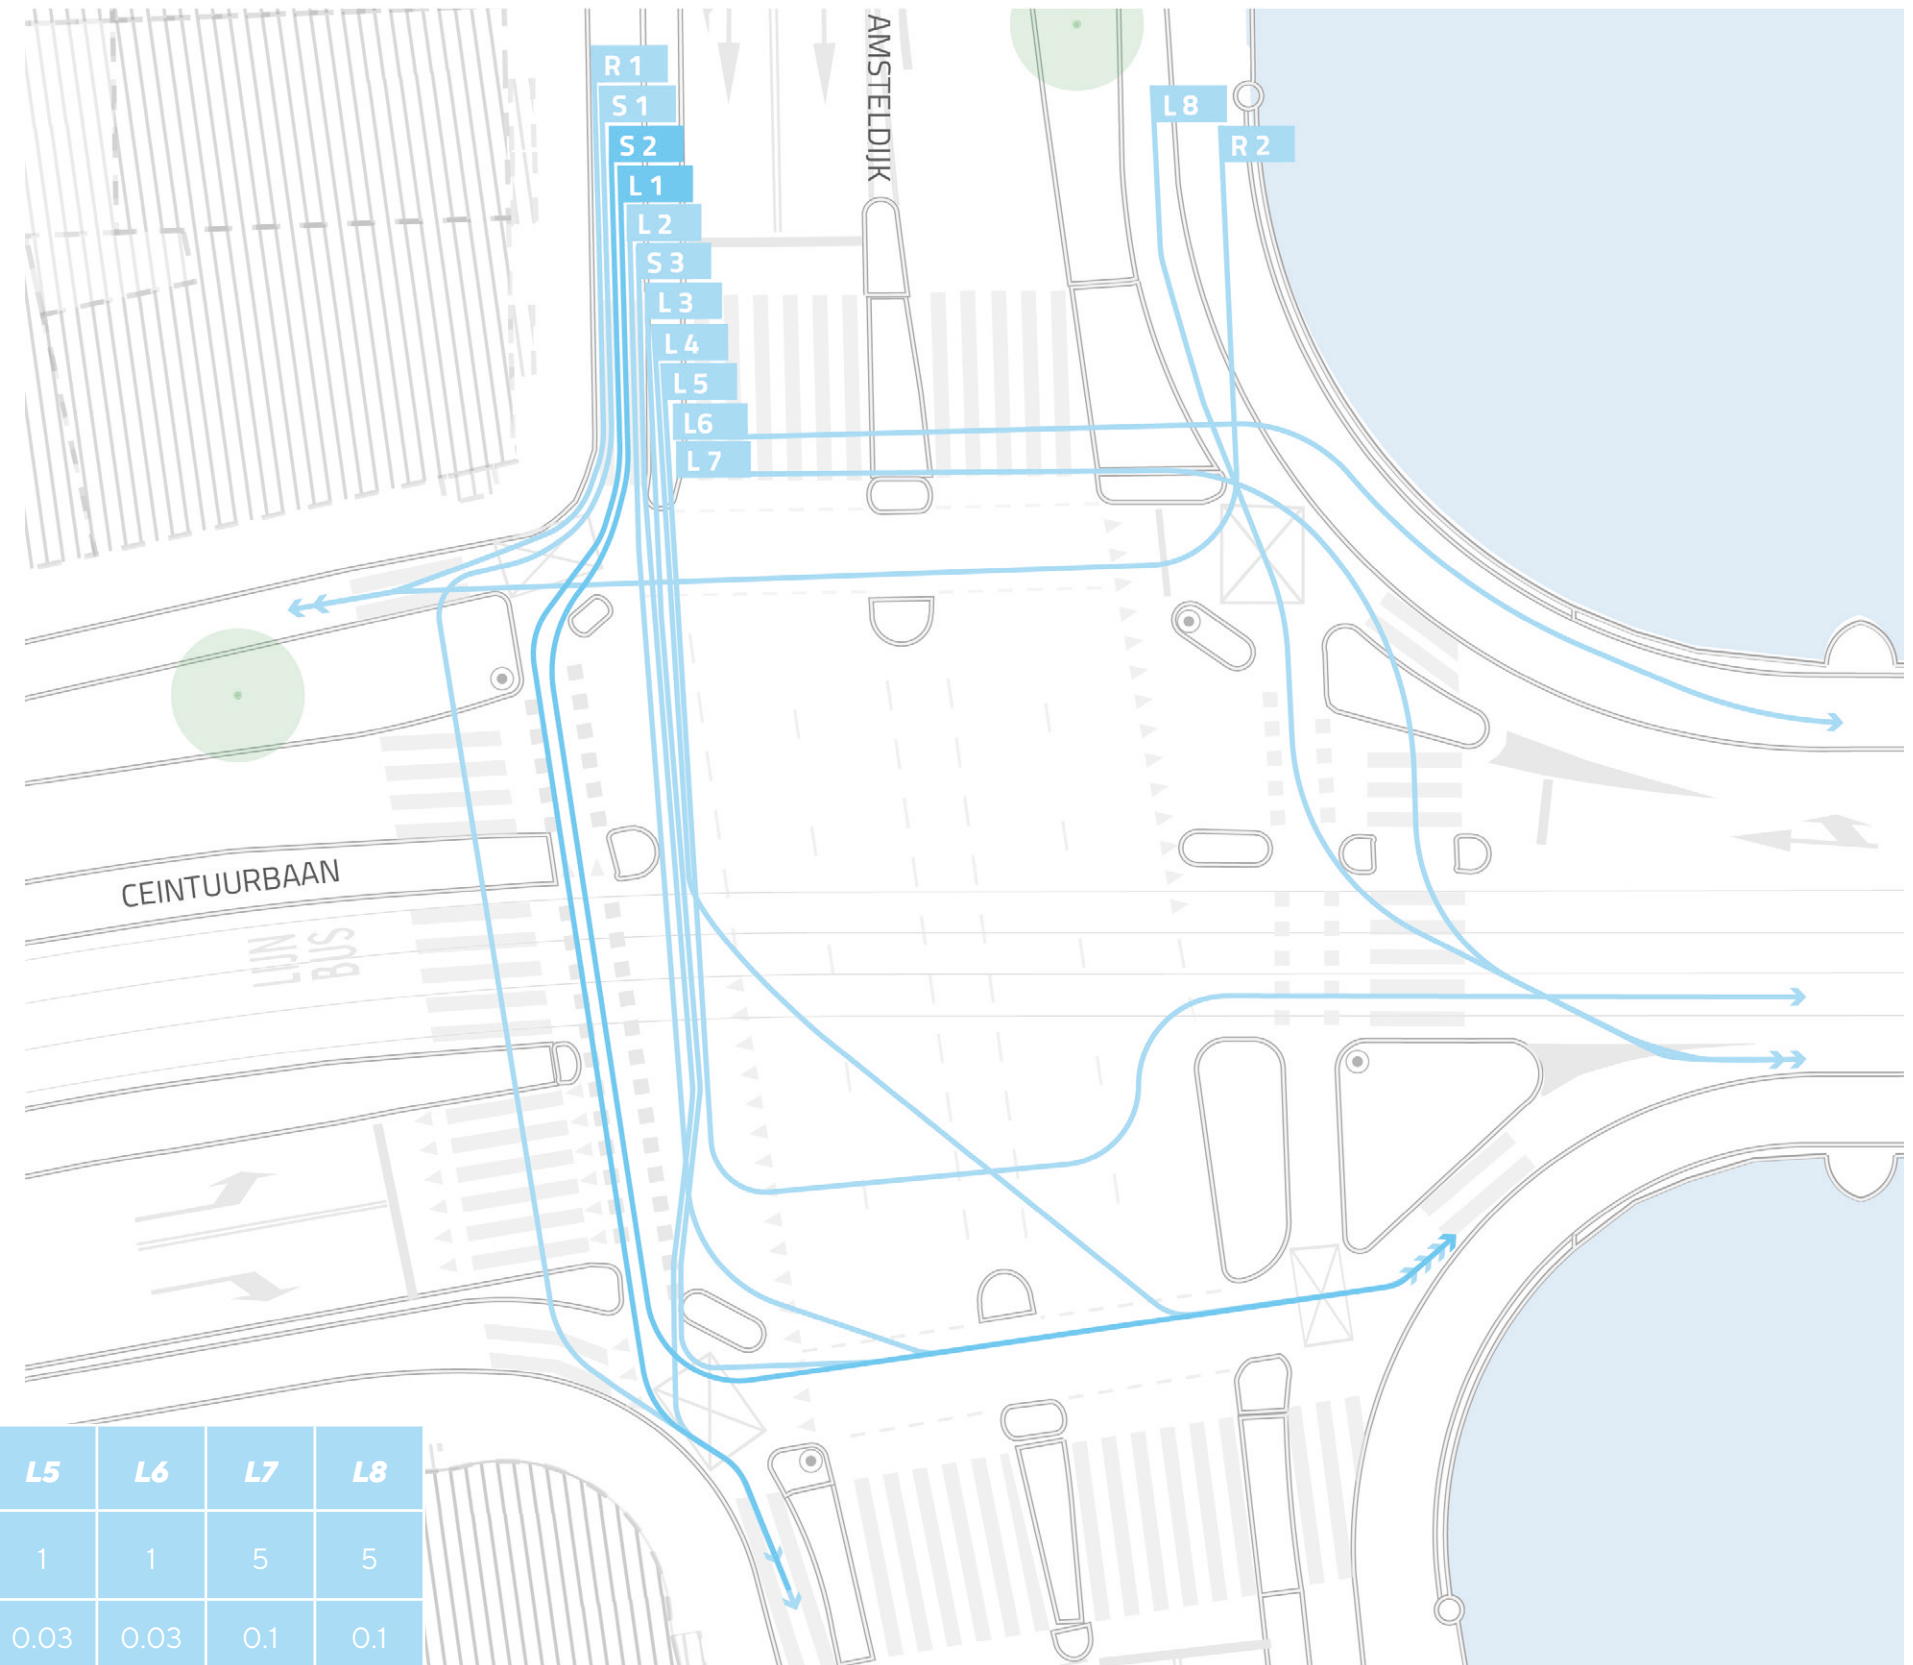 R 1
S 1
S 2
L 1
L 2
S 3
L 3
L 4
L 5
L6
L 7
AMSTELDIJK
L 8
R 2
CEINTUURBAAN
LIJN
BUS
L5 L6 L7 L8
1 1 5 5
0.03 0.03 0.1 0.1